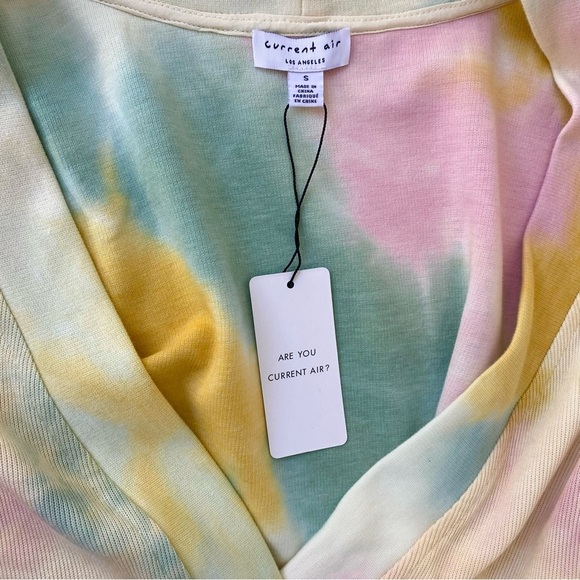 current air
LOS ANGELES
S
MADE IN
CHINA
FABRIQUÉ
EN CHINE
ARE YOU
CURRENT AIR?